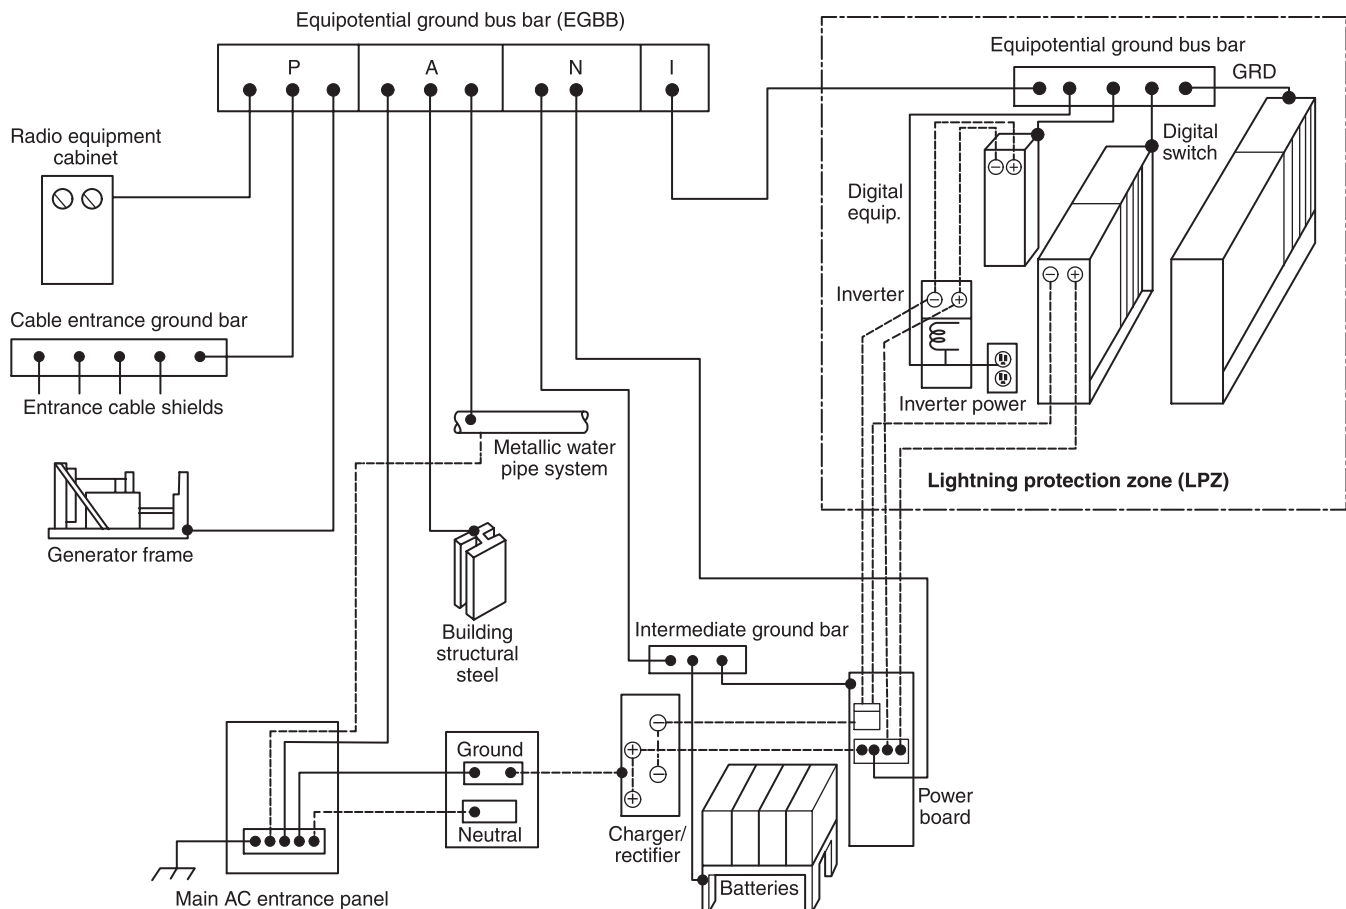 Equipotential ground bus bar (EGBB)
P
A
N
I
Equipotential ground bus bar
GRD
Radio equipment
cabinet
Digital
switch
Digital
equip.
Inverter
Cable entrance ground bar
Entrance cable shields
Inverter power
Metallic water
pipe system
Lightning protection zone (LPZ)
Generator frame
Building
structural
steel
Intermediate ground bar
Ground
Neutral
Charger/
rectifier
Power
board
Batteries
Main AC entrance panel